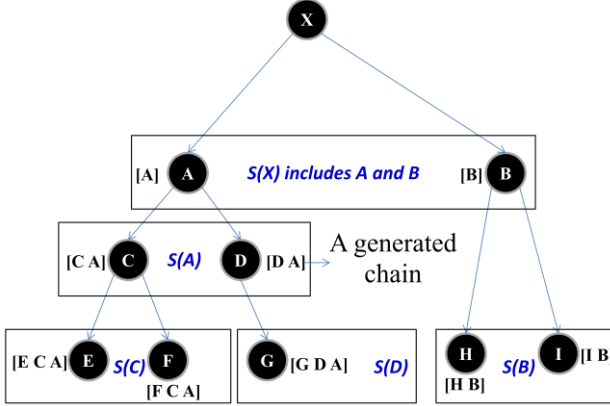 X
[A] A S(X) includes A and B [B] B
[C A] C S(A) D [D A] A generated
chain
[E C A] E S(C) F G [G D A] S(D) H S(B) I [I B]
[F C A] [H B]